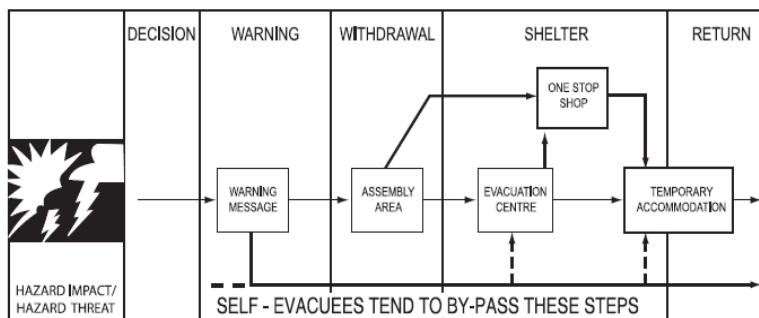 DECISION
WARNING
WITHDRAWAL
SHELTER
RETURN
ONE STOP
SHOP
WARNING
MESSAGE
ASSEMBLY
AREA
EVACUATION
CENTRE
TEMPORARY
ACCOMMODATION
HAZARD IMPACT/
HAZARD THREAT
SELF - EVACUEES TEND TO BY-PASS THESE STEPS